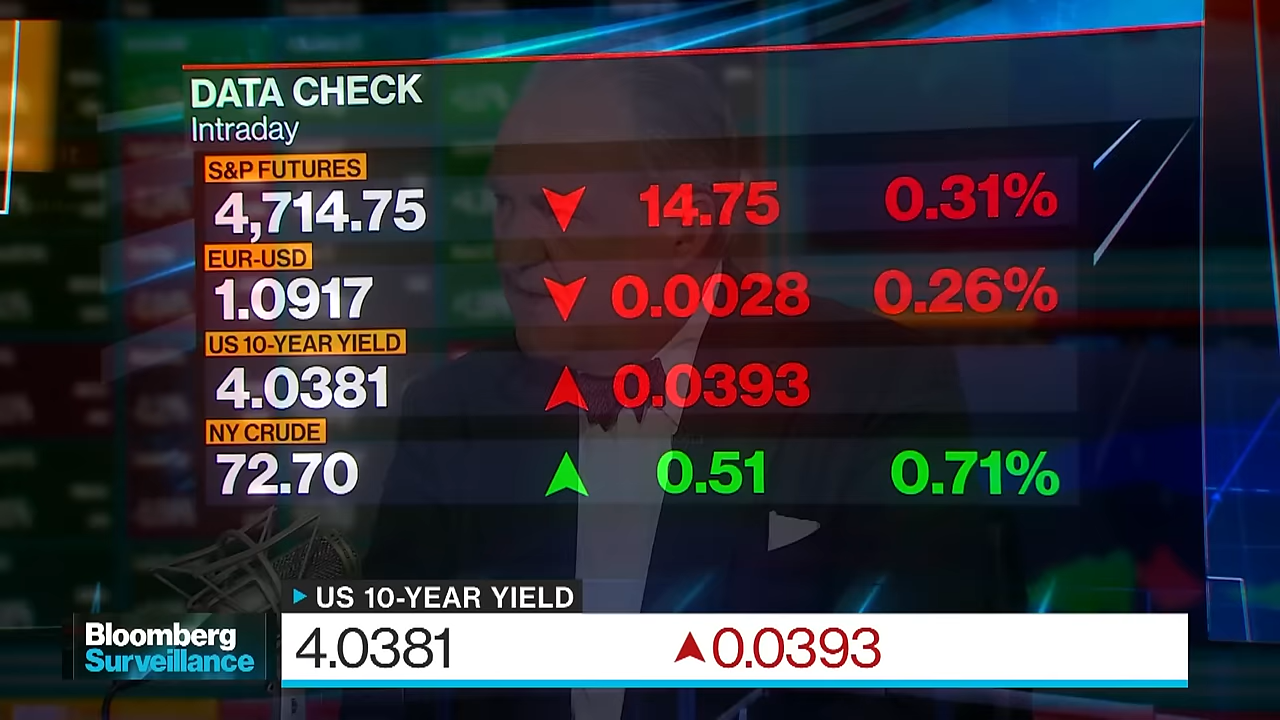 DATA CHECK
Intraday
S&P FUTURES
4,714.75 14.75 0.31%
EUR-USD
1.0917 0.0028 0.26%
US 10-YEAR YIELD
4.0381 0.0393
NY CRUDE
72.70 0.51 0.71%
US 10-YEAR YIELD
Bloomberg
Surveillance
4.0381 0.0393